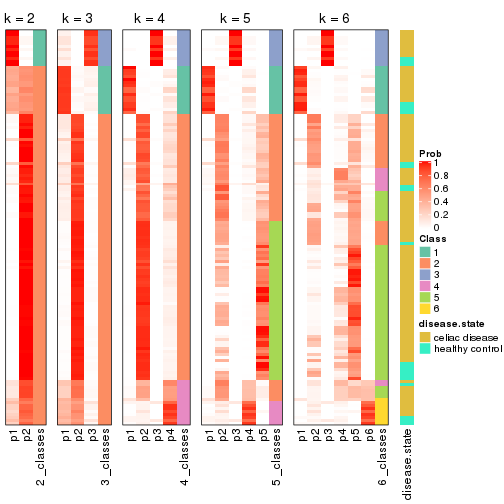 k = 2
k = 3
k = 4
k = 5
k = 6
Prob
1
0.8
0.6
0.4
0.2
0
Class
1
2
3
4
5
6
disease.state
celiac disease
healthy control
p1
p2
2_classes
p1
p2
p3
3_classes
p1
p2
p3
p4
4_classes
p1
p2
p3
p4
p5
5_classes
p1
p2
p3
p4
p5
p6
6_classes
disease.state